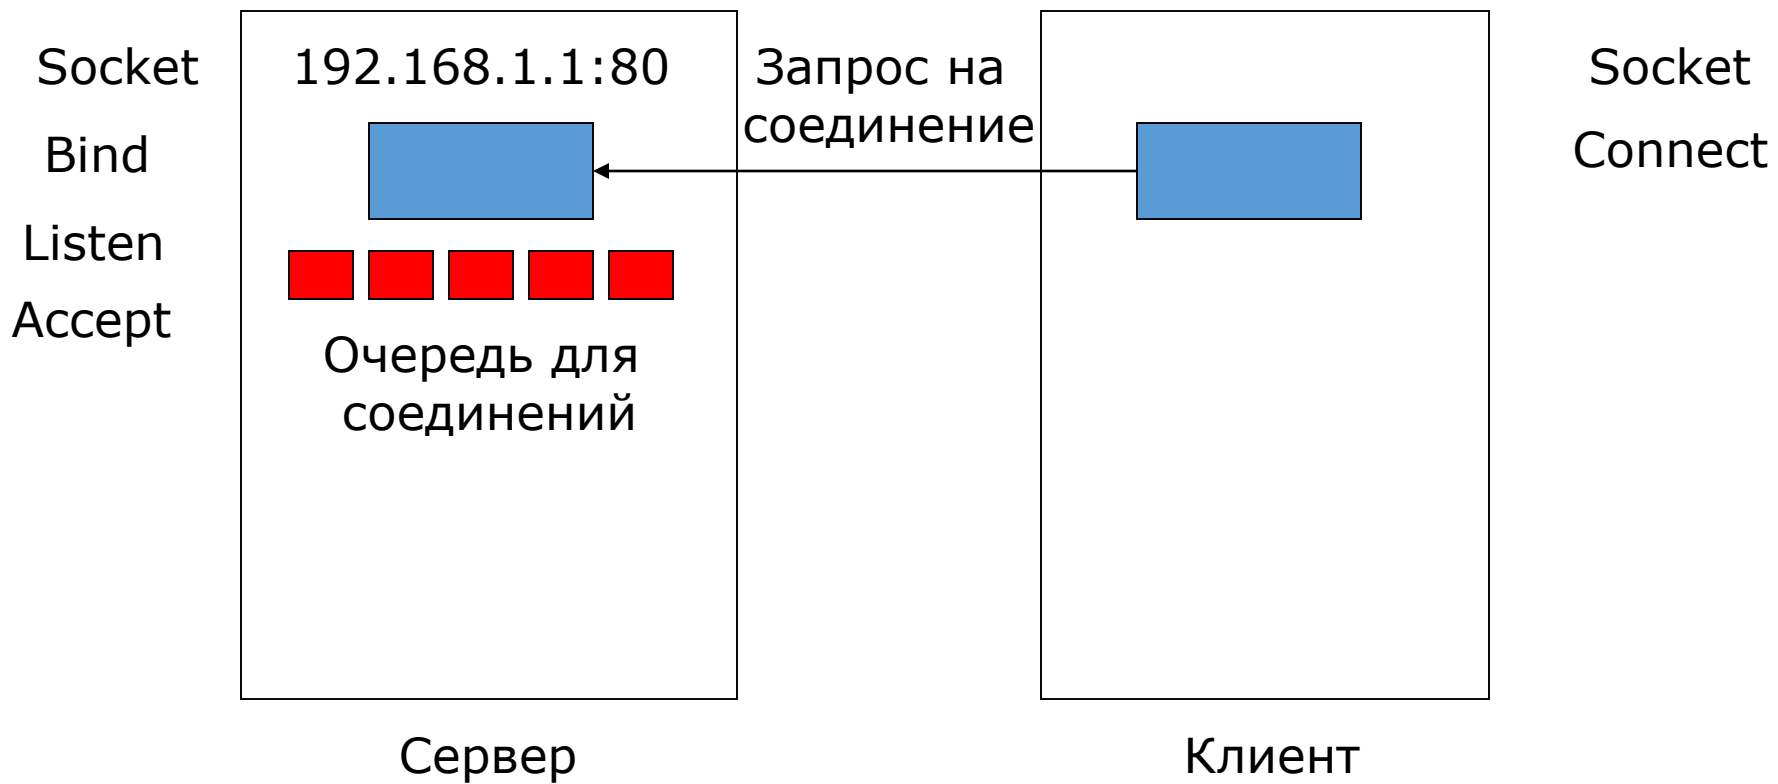 Socket
Bind
Listen
Accept
192.168.1.1:80
Очередь для
соединений
Сервер
Запрос на
соединение
Socket
Connect
Клиент